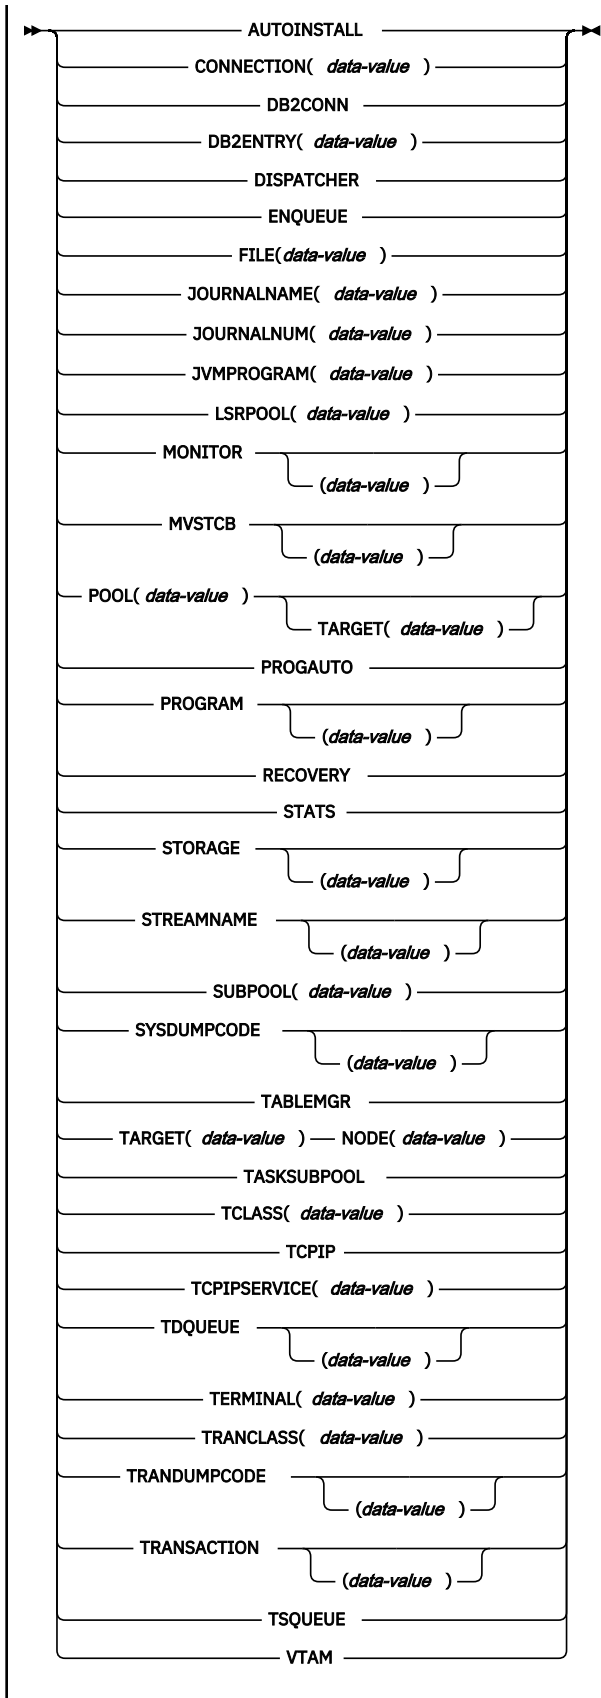 AUTOINSTALL
CONNECTION( data-value )
DB2CONN
DB2ENTRY( data-value )
DISPATCHER
ENQUEUE
FILE(data-value )
JOURNALNAME( data-value )
JOURNALNUM( data-value )
JVMPROGRAM( data-value )
LSRPOOL( data-value )
MONITOR
(data-value )
MVSTCB
(data-value )
POOL( data-value )
TARGET( data-value )
PROGAUTO
PROGRAM
(data-value )
RECOVERY
STATS
STORAGE
(data-value )
STREAMNAME
(data-value )
SUBPOOL( data-value )
SYSDUMPCODE
(data-value )
TABLEMGR
TARGET( data-value ) NODE( data-value )
TASKSUBPOOL
TCLASS( data-value )
TCPIP
TCPIPSERVICE( data-value )
TDQUEUE
(data-value )
TERMINAL( data-value )
TRANCLASS( data-value )
TRANDUMPCODE
(data-value )
TRANSACTION
(data-value )
TSQUEUE
VTAM